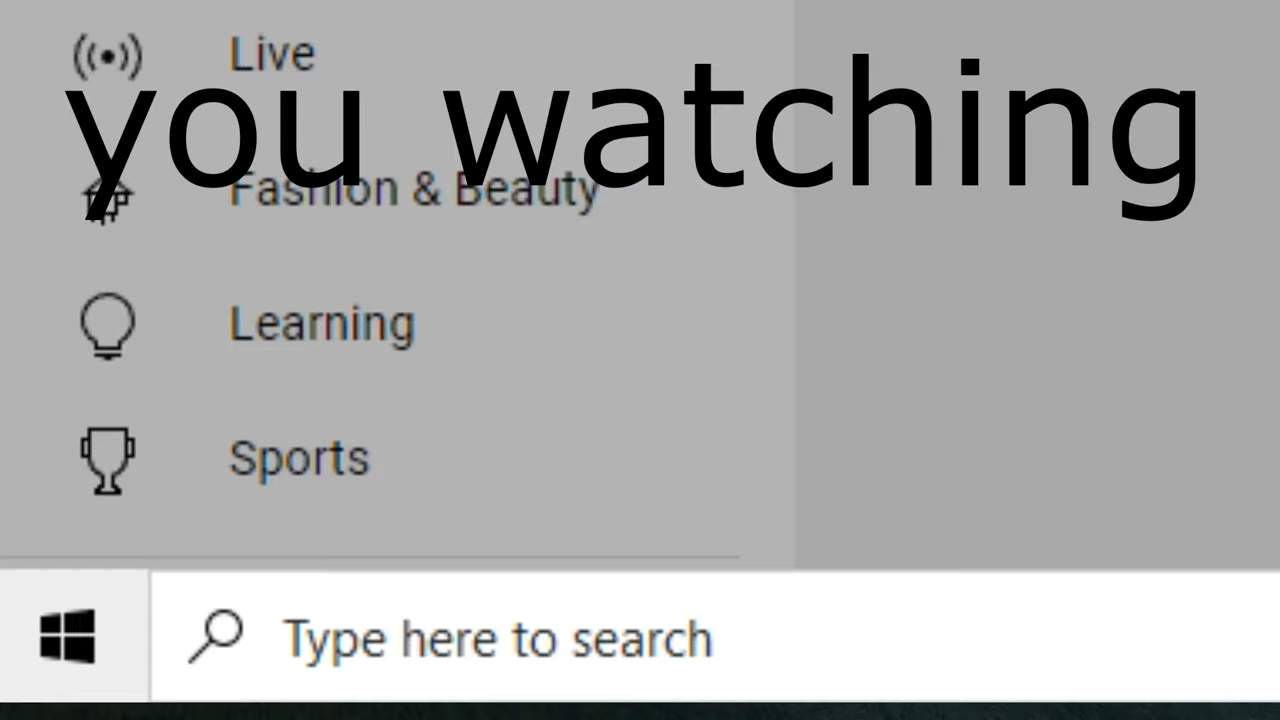 Live
you watching
Fashion & Beauty
Learning
Sports
Type here to search